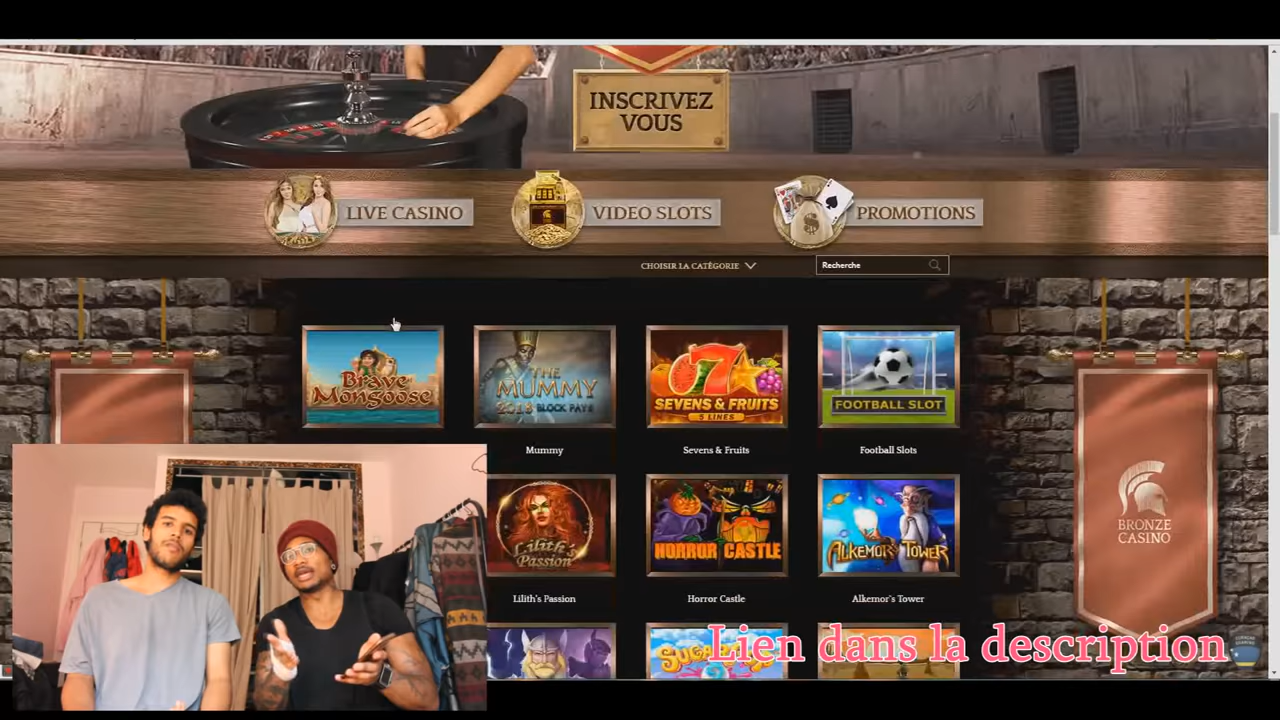 INSCRIVEZ
VOUS
LIVE CASINO
VIDEO SLOTS
PROMOTIONS
CHOISIR LA CATÉGORIE
Recherche
Brave
Mongoose
THE
MUMMY
2018 BLOCK PAYS
SEVENS & FRUITS
5 LINES
FOOTBALL SLOT
Mummy
Sevens & Fruits
Football Slots
Lilith's
Passion
HORROR CASTLE
ALKEMOR'S TOWER
BRONZE
CASINO
Lilith's Passion
Horror Castle
Alkemor's Tower
Lien dans la description